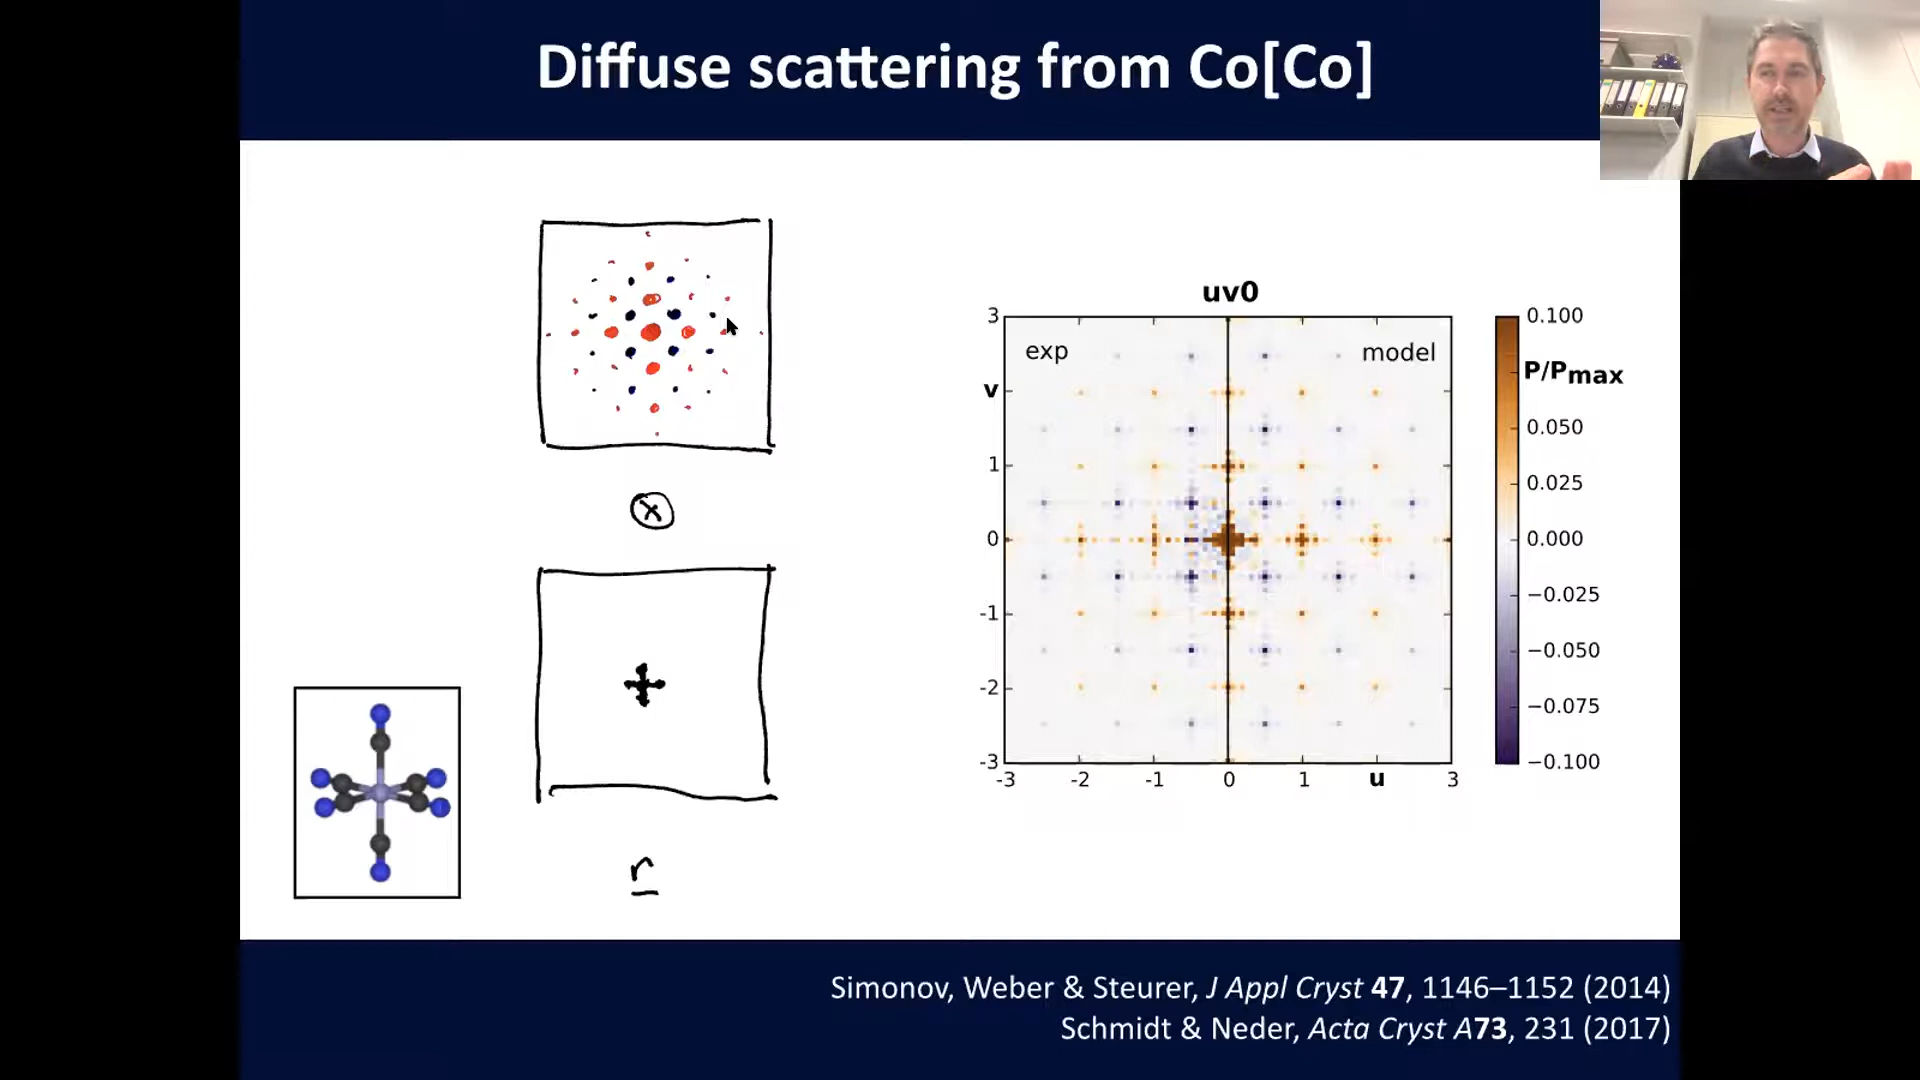 Diffuse scattering from Co[Co]
uv0
exp
model
v
3
1
0
-1
-2
-3
-3
-2
-1
0
1
u
3
0.100
P/Pmax
0.050
0.025
0.000
−0.025
−0.050
−0.075
−0.100
⊗
r
Simonov, Weber & Steurer, J Appl Cryst 47, 1146–1152 (2014)
Schmidt & Neder, Acta Cryst A73, 231 (2017)